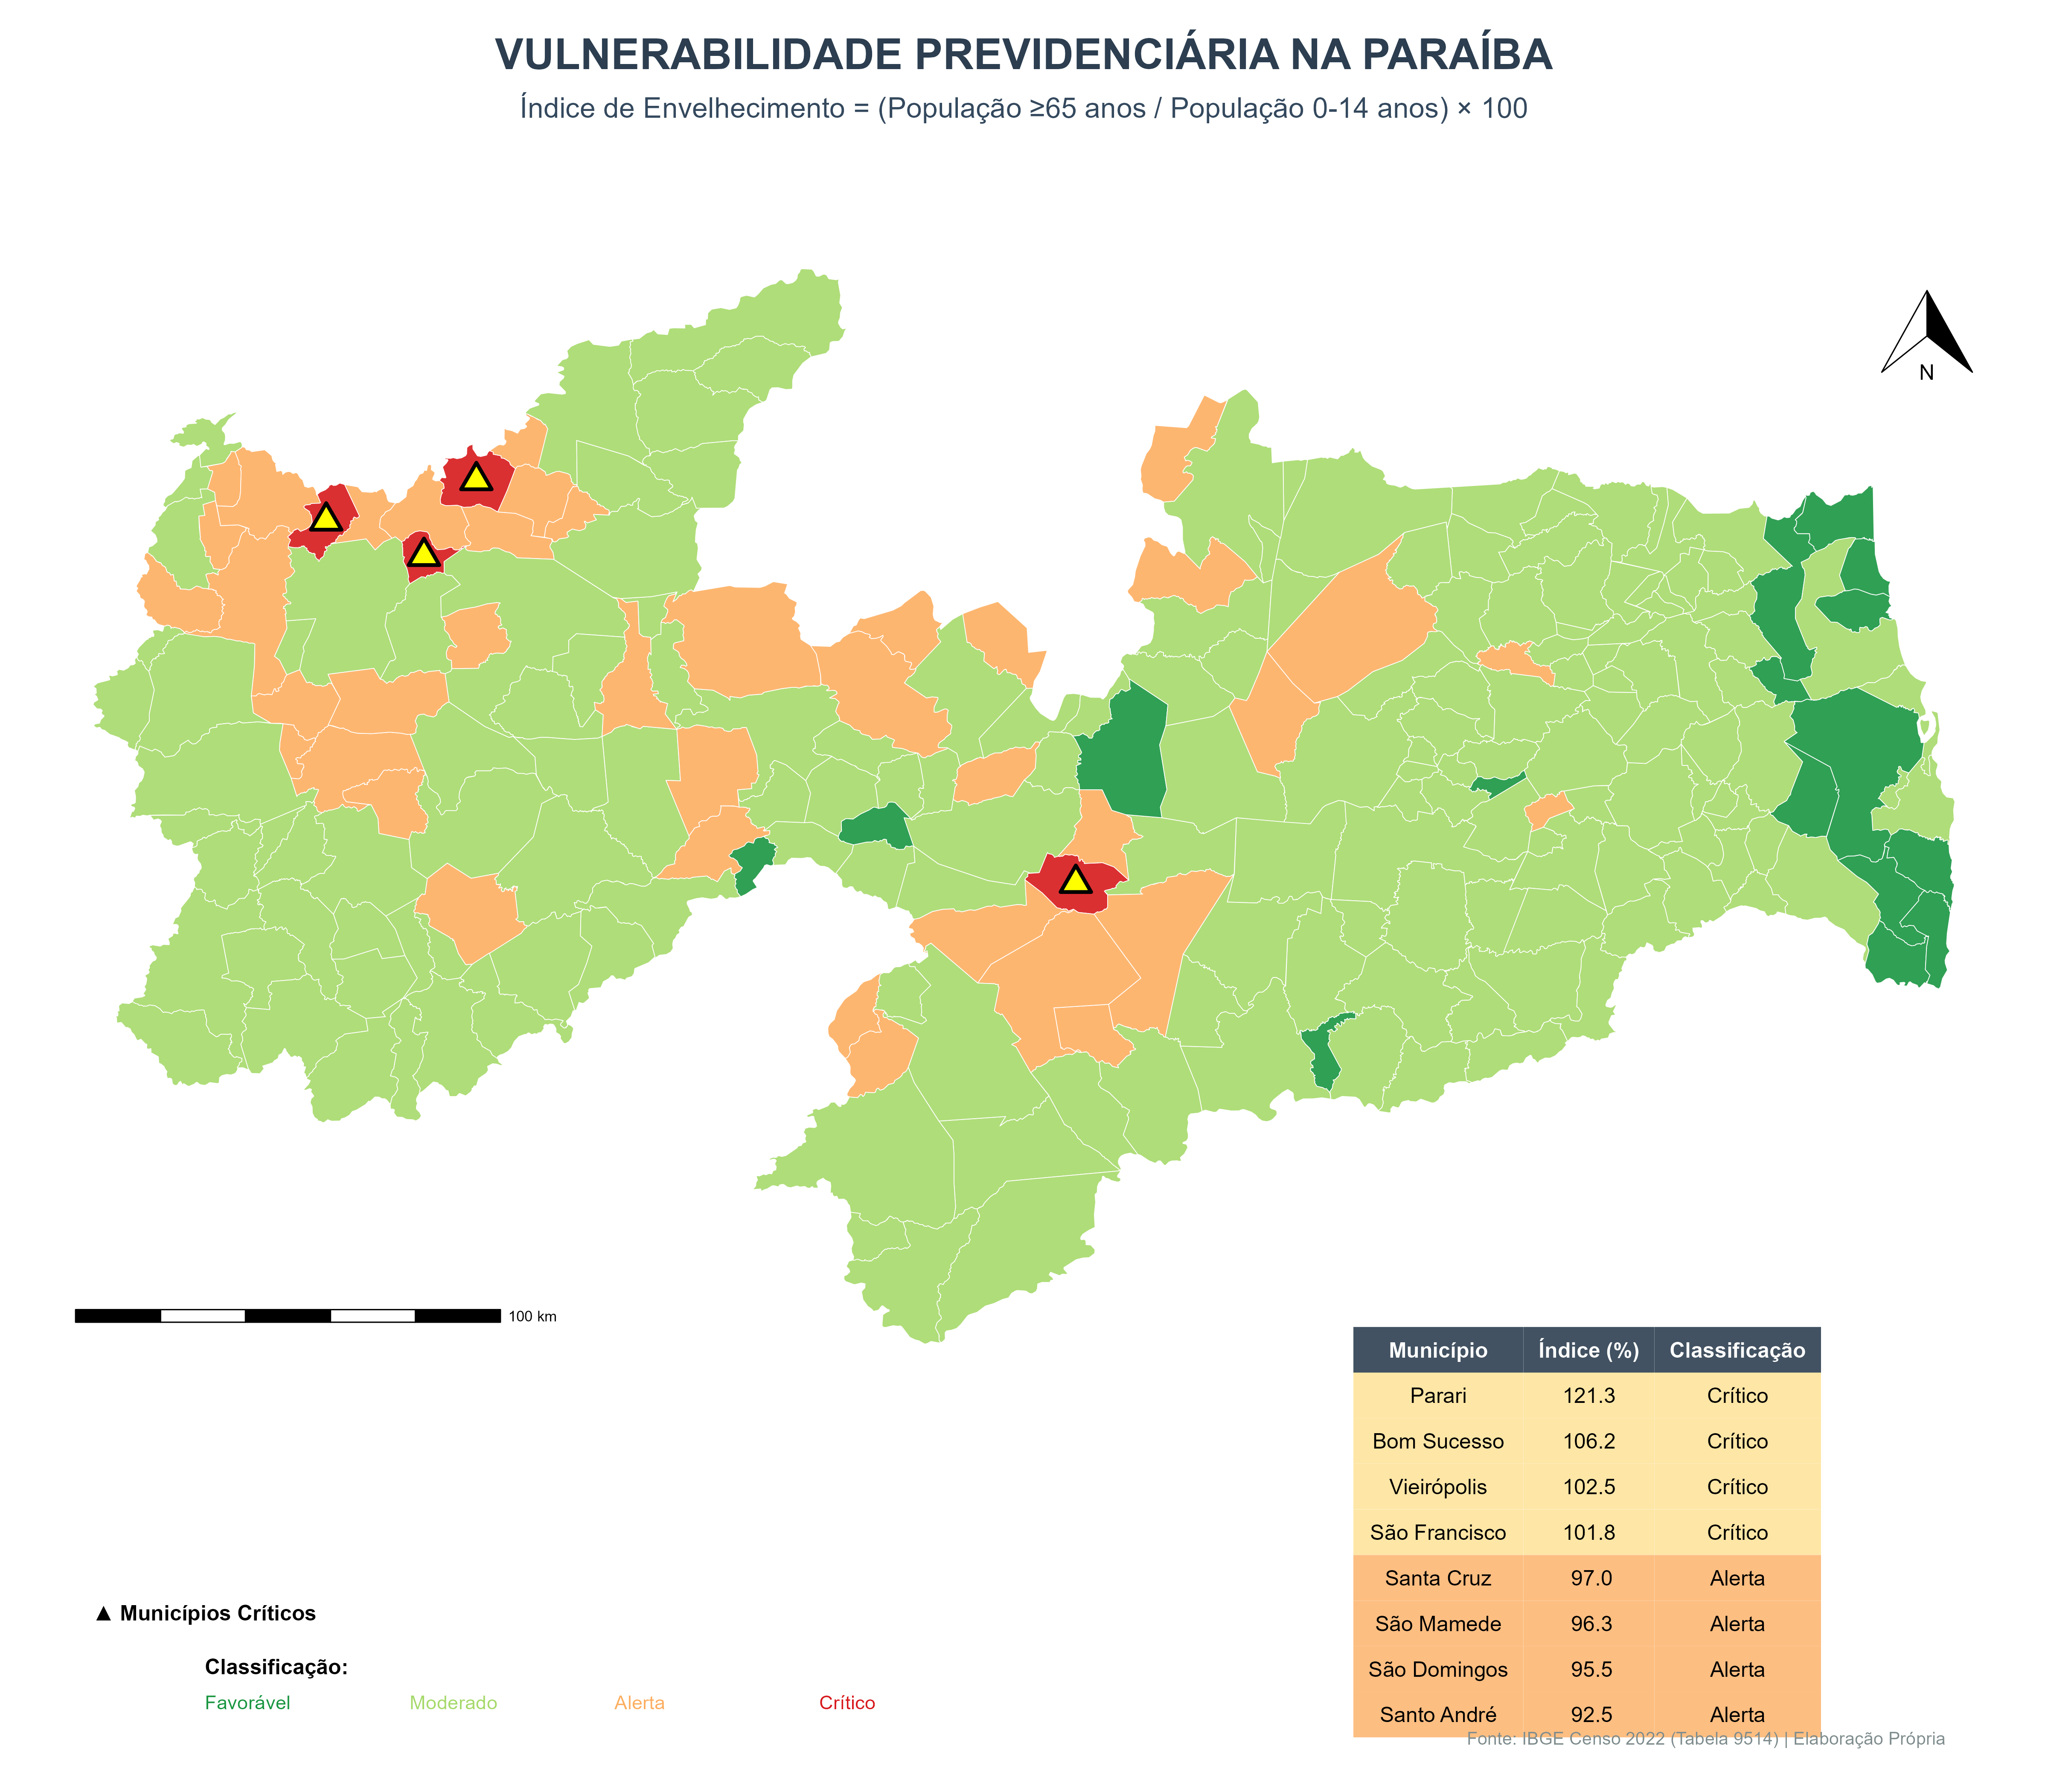 VULNERABILIDADE PREVIDENCIÁRIA NA PARAÍBA
Índice de Envelhecimento = (População ≥65 anos / População 0-14 anos) × 100
N
100 km
Município Índice (%) Classificação
Parari 121.3 Crítico
Bom Sucesso 106.2 Crítico
Vieirópolis 102.5 Crítico
São Francisco 101.8 Crítico
Santa Cruz 97.0 Alerta
São Mamede 96.3 Alerta
São Domingos 95.5 Alerta
Santo André 92.5 Alerta
▲ Municípios Críticos
Classificação:
Favorável Moderado Alerta Crítico
Fonte: IBGE Censo 2022 (Tabela 9514) | Elaboração Própria